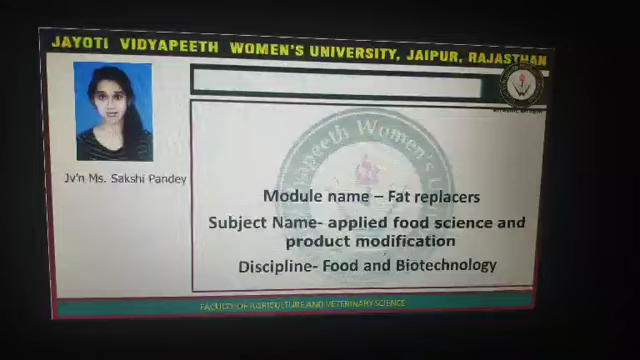 JAYOTI VIDYAPEETH WOMEN'S UNIVERSITY, JAIPUR, RAJASTHAN
Jv'n Ms. Sakshi Pandey
Module name – Fat replacers
Subject Name- applied food science and
product modification
Discipline- Food and Biotechnology
FACULTY OF AGRICULTURE AND VETERINARY SCIENCE